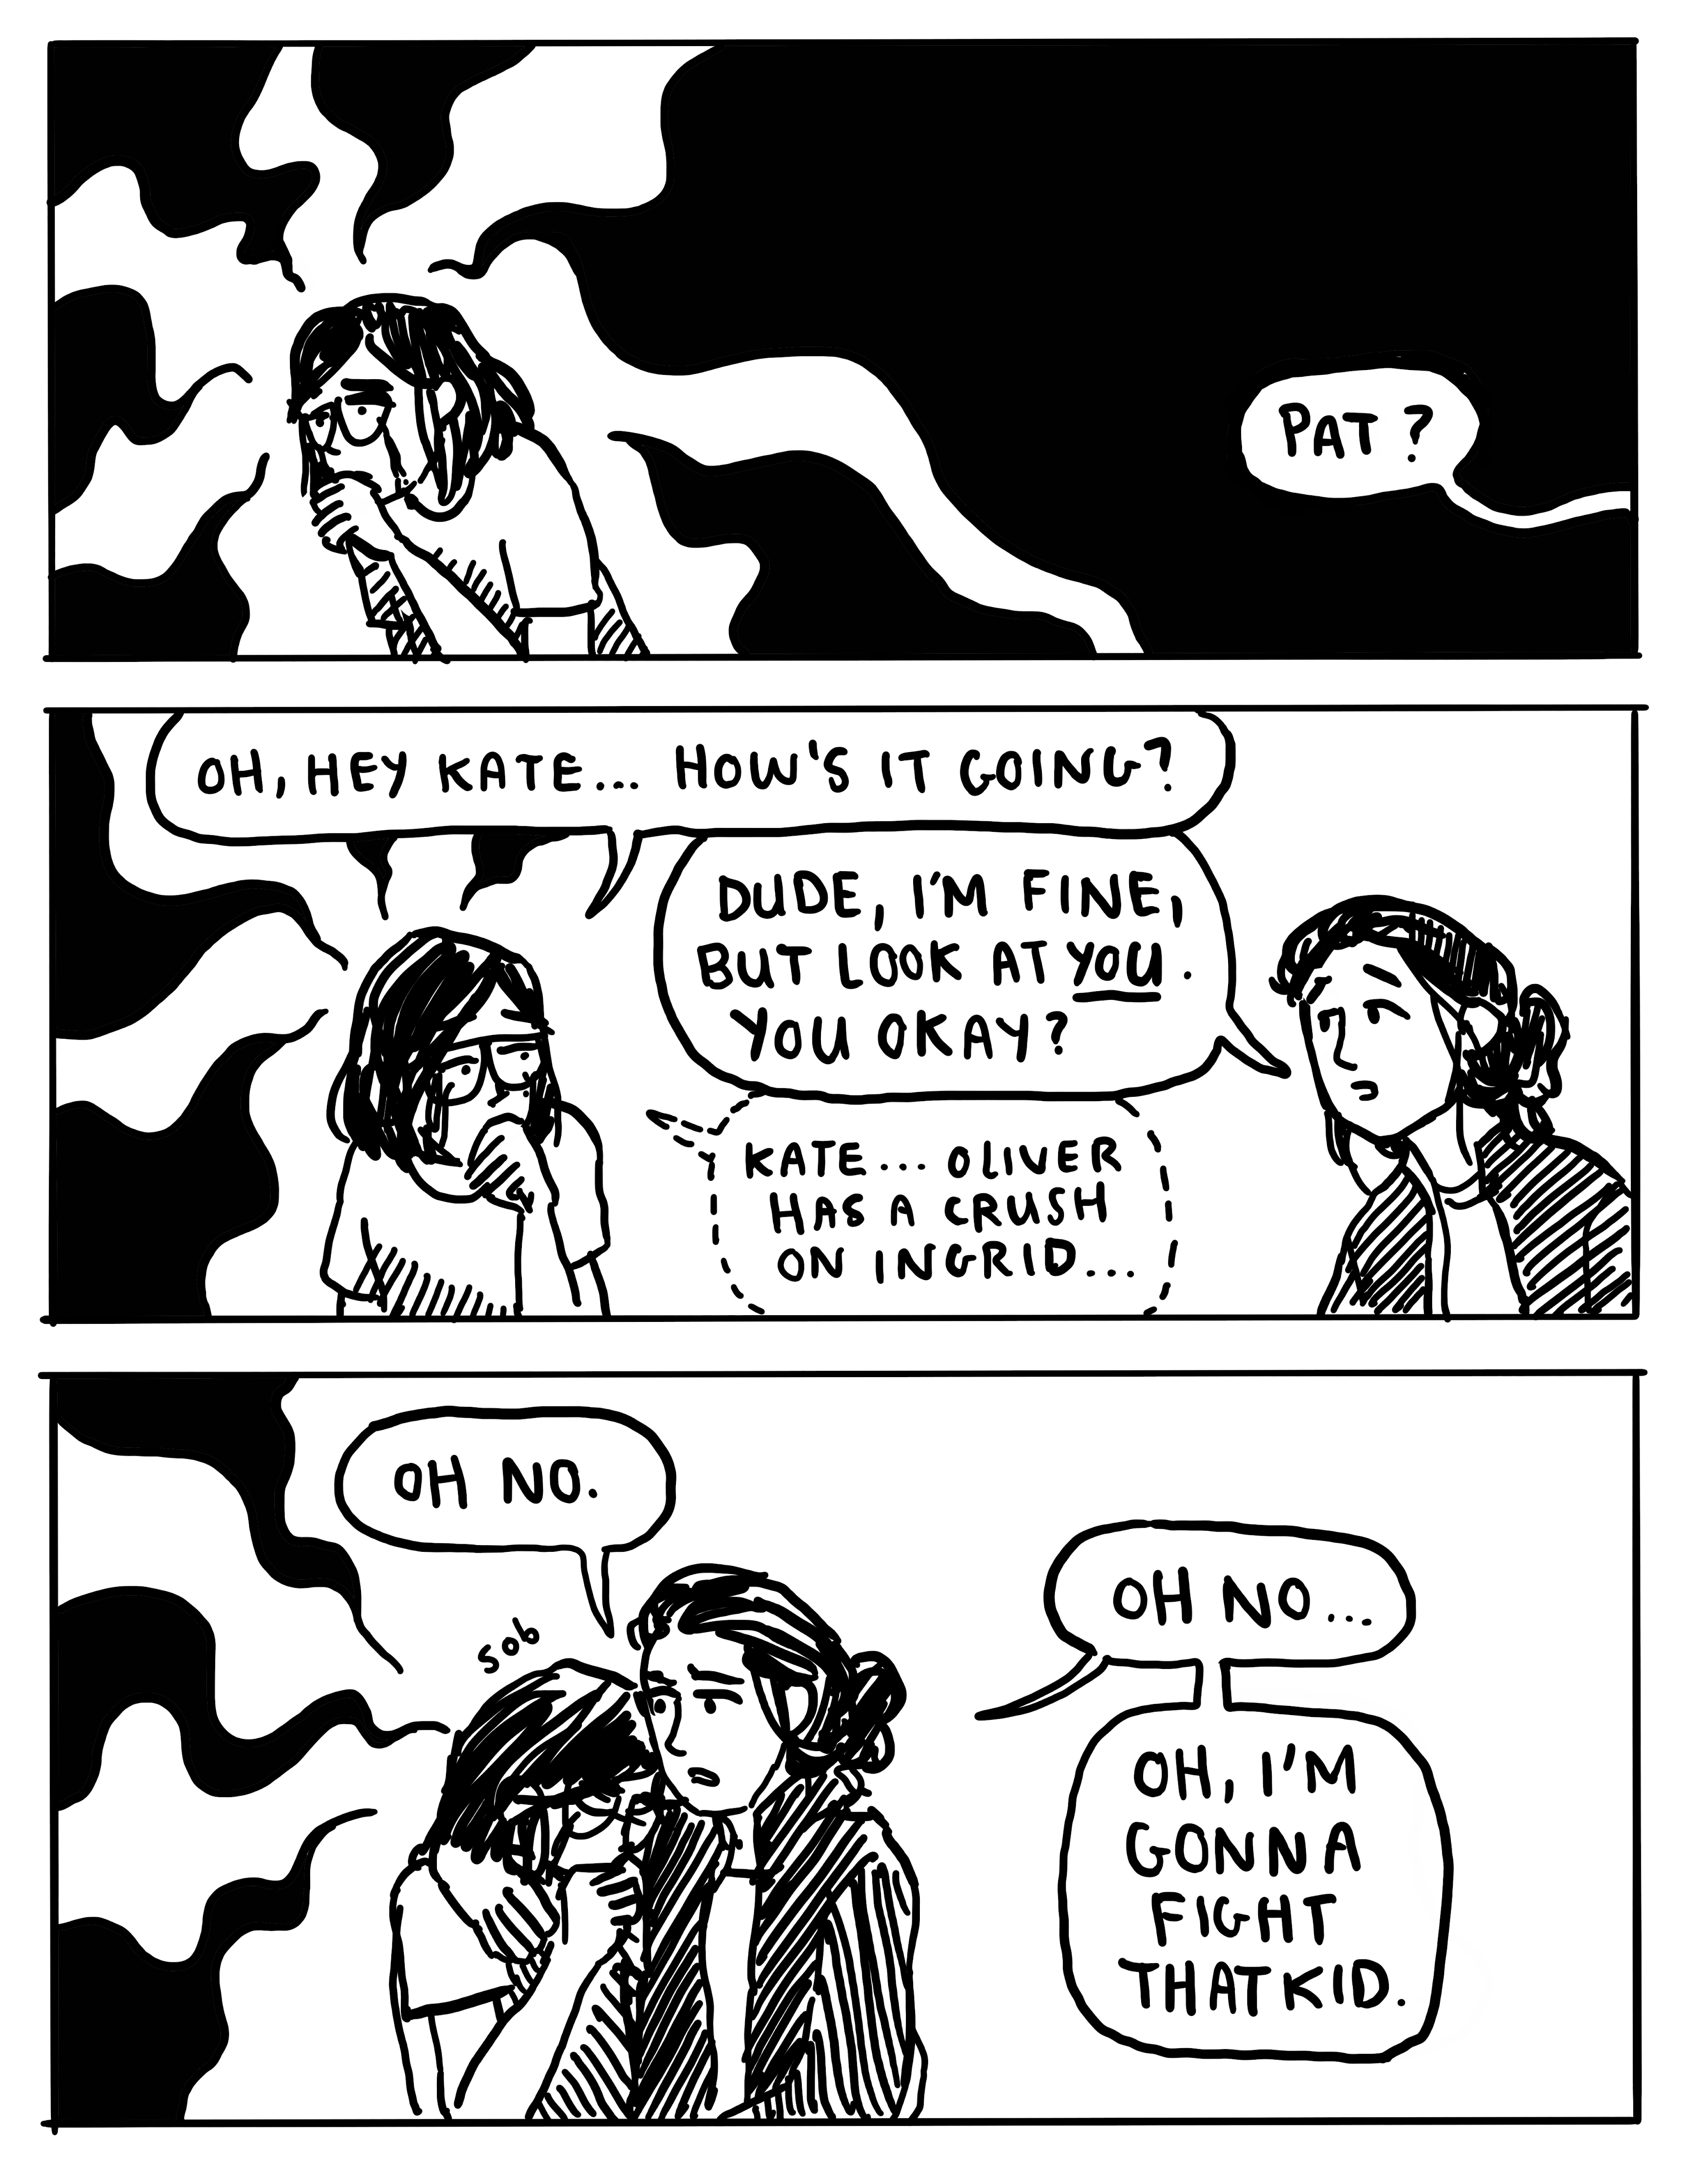 PAT?
OH, HEY KATE... HOW'S IT GOING?
DUDE, I'M FINE,
BUT LOOK AT YOU.
YOU OKAY?
KATE... OLIVER
HAS A CRUSH
ON INGRID...
OH NO.
OH NO...
OH, I'M
GONNA
FIGHT
THAT KID.